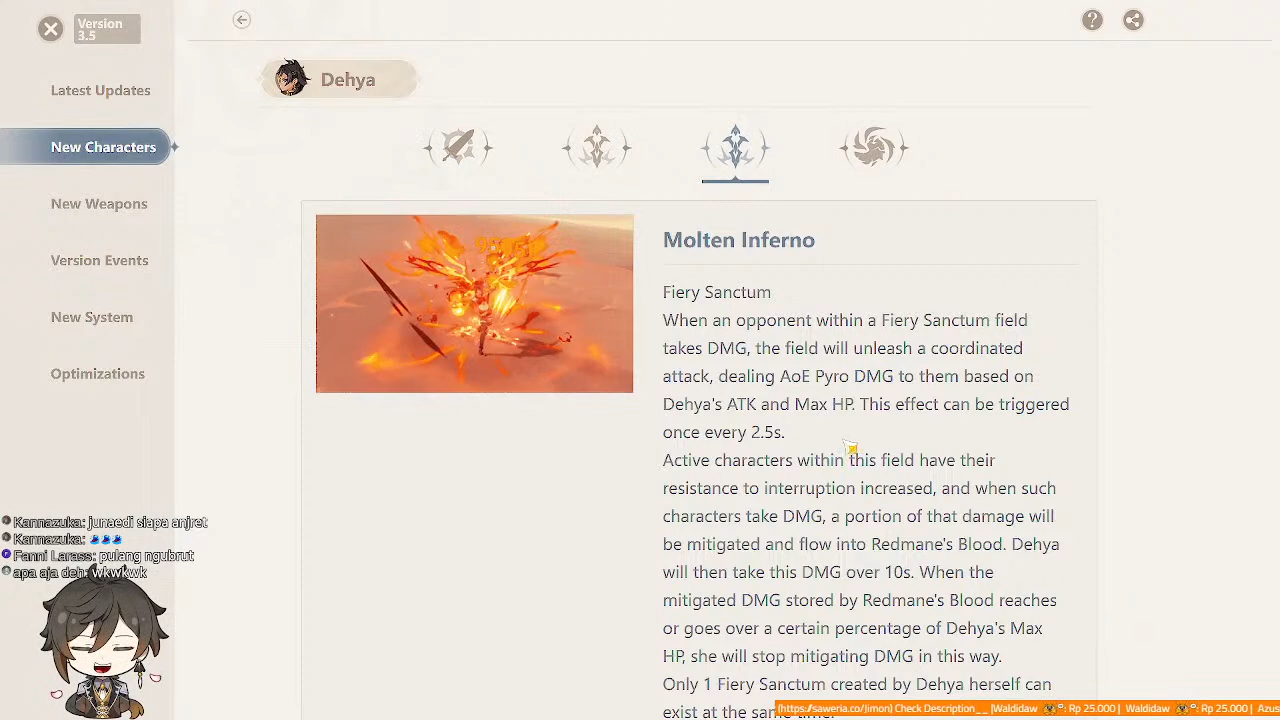 Version
3.5
Dehya
Latest Updates
New Characters
New Weapons
Version Events
New System
Optimizations
Molten Inferno
Fiery Sanctum
When an opponent within a Fiery Sanctum field
takes DMG, the field will unleash a coordinated
attack, dealing AoE Pyro DMG to them based on
Dehya's ATK and Max HP. This effect can be triggered
once every 2.5s.
Active characters within this field have their
resistance to interruption increased, and when such
characters take DMG, a portion of that damage will
be mitigated and flow into Redmane's Blood. Dehya
will then take this DMG over 10s. When the
mitigated DMG stored by Redmane's Blood reaches
or goes over a certain percentage of Dehya's Max
HP, she will stop mitigating DMG in this way.
Only 1 Fiery Sanctum created by Dehya herself can
exist at the same time.
Kannazuka: junaedi siapa anjret
Kannazuka:
Fanni Larass: pulang ngubrut
apa aja deh: wkwkwk
(https://saweria.co/Jimon) Check Description__ |Waldidaw : Rp 25.000 | Waldidaw : Rp 25.000 | Azus